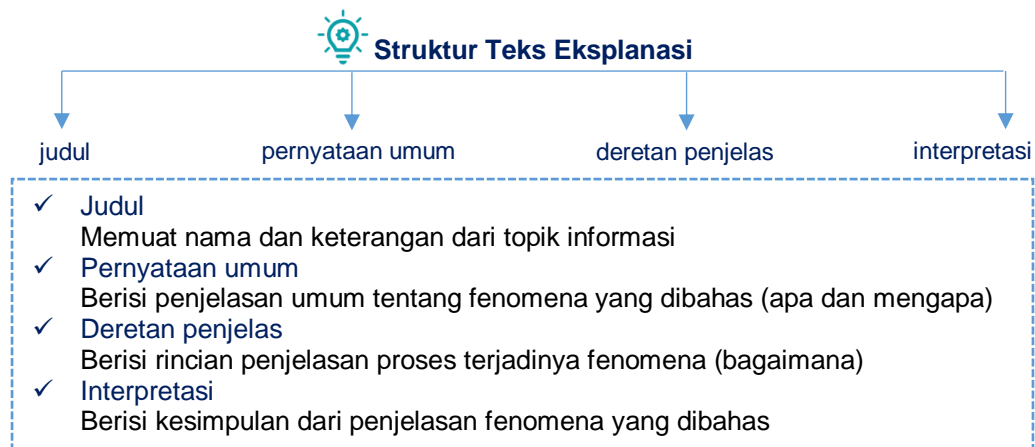 Struktur Teks Eksplanasi
judul pernyataan umum deretan penjelas interpretasi
✓ Judul
Memuat nama dan keterangan dari topik informasi
✓ Pernyataan umum
Berisi penjelasan umum tentang fenomena yang dibahas (apa dan mengapa)
✓ Deretan penjelas
Berisi rincian penjelasan proses terjadinya fenomena (bagaimana)
✓ Interpretasi
Berisi kesimpulan dari penjelasan fenomena yang dibahas